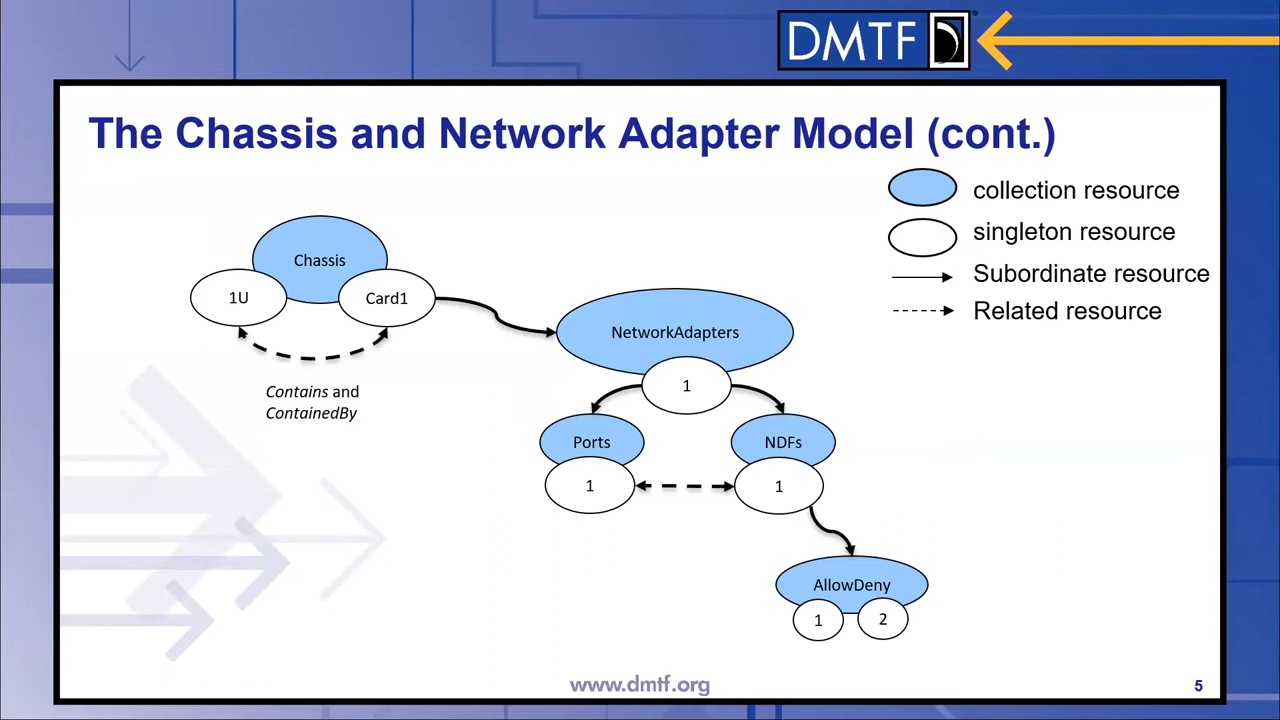 DMTF
The Chassis and Network Adapter Model (cont.)
collection resource
singleton resource
Subordinate resource
Related resource
Chassis
1U
Card1
Contains and
ContainedBy
NetworkAdapters
1
Ports
NDFs
1
1
AllowDeny
1
2
www.dmtf.org
5